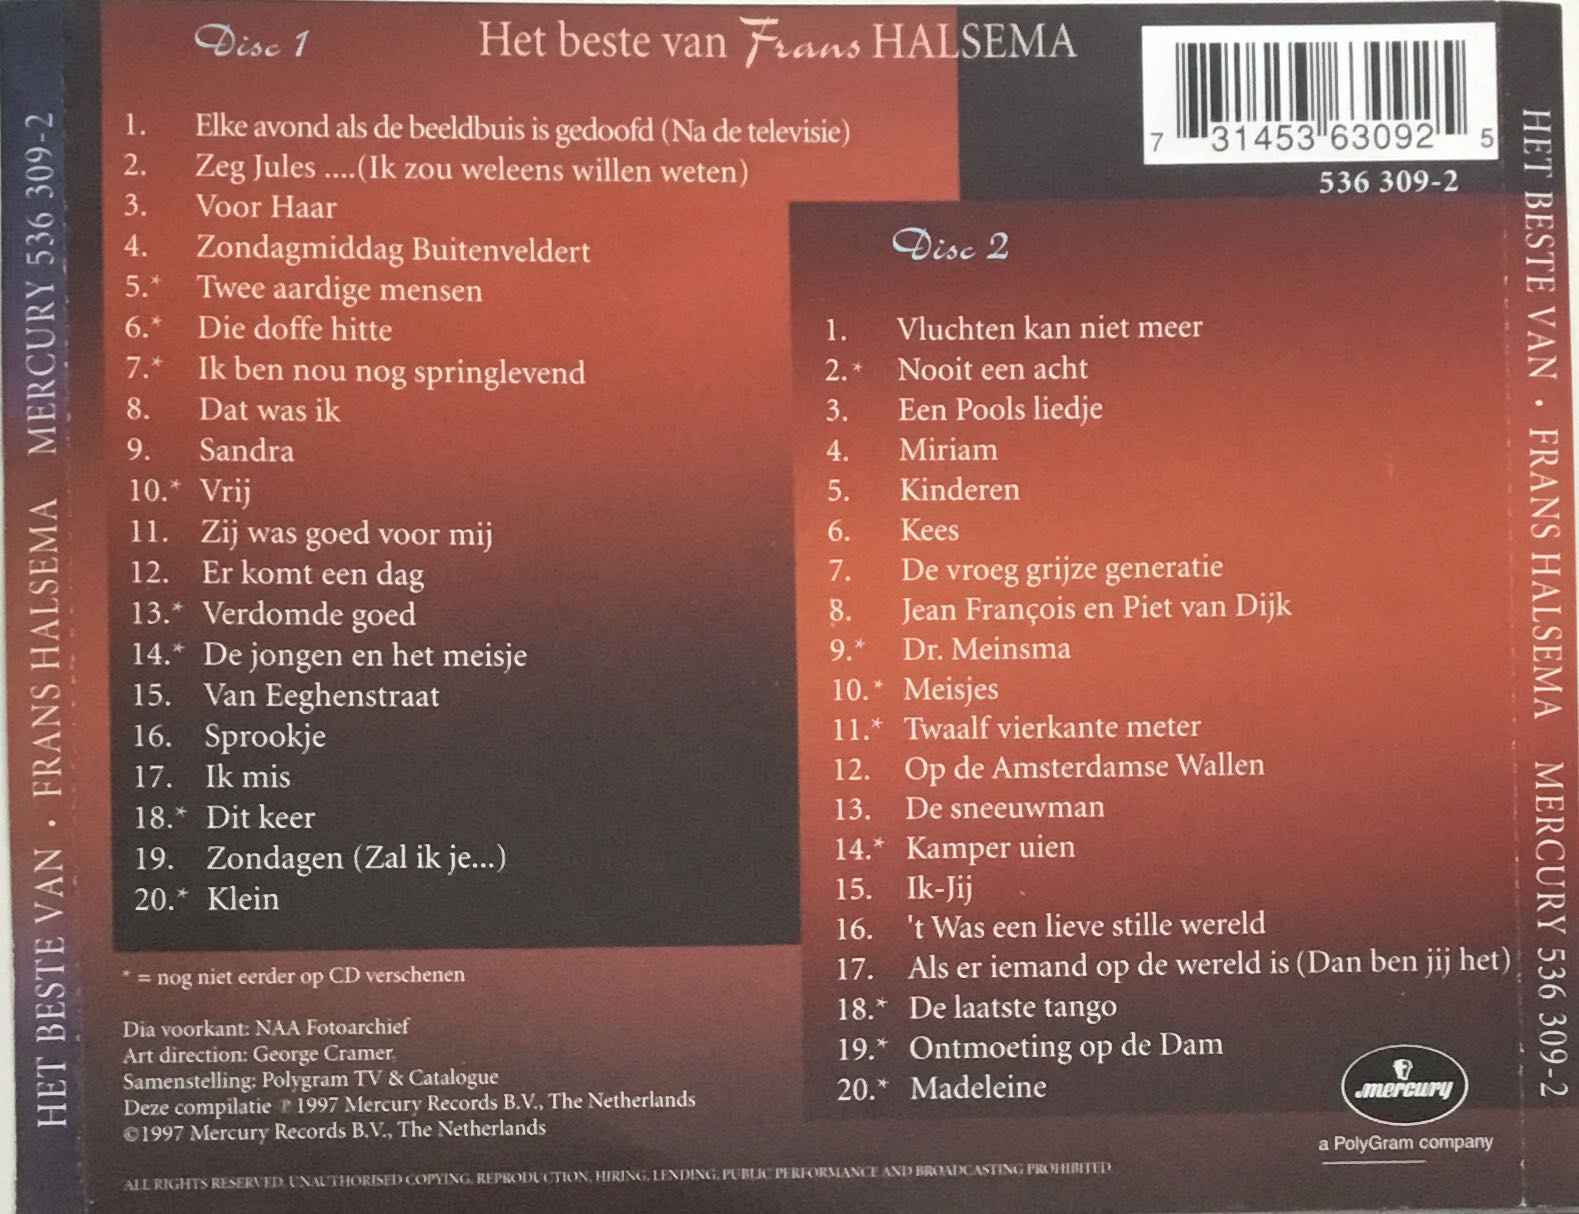 Disc 1
Het beste van Frans HALSEMA
1. Elke avond als de beeldbuis is gedoofd (Na de televisie)
2. Zeg Jules ....(Ik zou weleens willen weten)
3. Voor Haar
4. Zondagmiddag Buitenveldert
5.* Twee aardige mensen
6.* Die doffe hitte
7.* Ik ben nou nog springlevend
8. Dat was ik
9. Sandra
10.* Vrij
11. Zij was goed voor mij
12. Er komt een dag
13.* Verdomde goed
14.* De jongen en het meisje
15. Van Eeghenstraat
16. Sprookje
17. Ik mis
18.* Dit keer
19. Zondagen (Zal ik je...)
20.* Klein
* = nog niet eerder op CD verschenen
Dia voorkant: NAA Fotoarchief
Art direction: George Cramer
Samenstelling: Polygram TV & Catalogue
Deze compilatie ℗ 1997 Mercury Records B.V., The Netherlands
©1997 Mercury Records B.V., The Netherlands
ALL RIGHTS RESERVED. UNAUTHORISED COPYING, REPRODUCTION, HIRING, LENDING, PUBLIC PERFORMANCE AND BROADCASTING PROHIBITED
7 31453 63092 5
536 309-2
Disc 2
1. Vluchten kan niet meer
2.* Nooit een acht
3. Een Pools liedje
4. Miriam
5. Kinderen
6. Kees
7. De vroeg grijze generatie
8. Jean François en Piet van Dijk
9.* Dr. Meinsma
10.* Meisjes
11.* Twaalf vierkante meter
12. Op de Amsterdamse Wallen
13. De sneeuwman
14.* Kamper uien
15. Ik-Jij
16. 't Was een lieve stille wereld
17. Als er iemand op de wereld is (Dan ben jij het)
18.* De laatste tango
19.* Ontmoeting op de Dam
20.* Madeleine
mercury
a PolyGram company
HET BESTE VAN • FRANS HALSEMA MERCURY 536 309-2
HET BESTE VAN • FRANS HALSEMA MERCURY 536 309-2